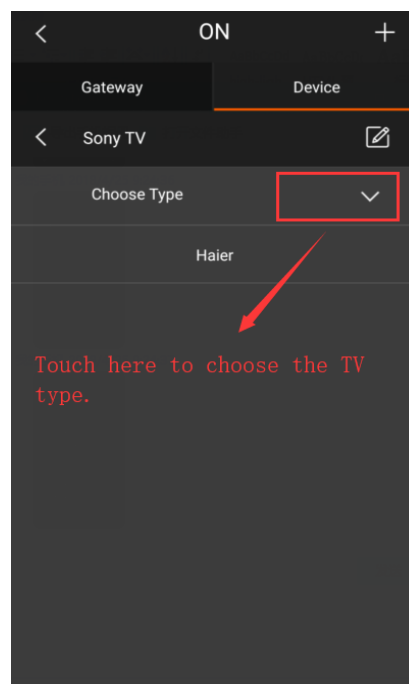 ON
Gateway Device
Sony TV
Choose Type
Haier
Touch here to choose the TV
type.